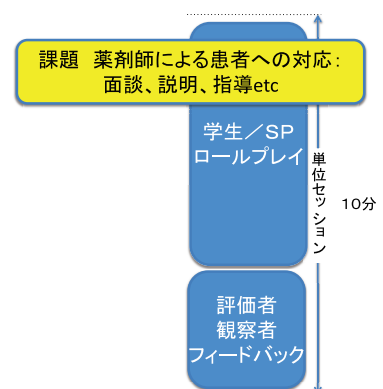 課題　薬剤師による患者への対応：
面談、説明、指導etc
学生／ＳＰ
ロールプレイ
単位セッション
１０分
評価者
観察者
フィードバック